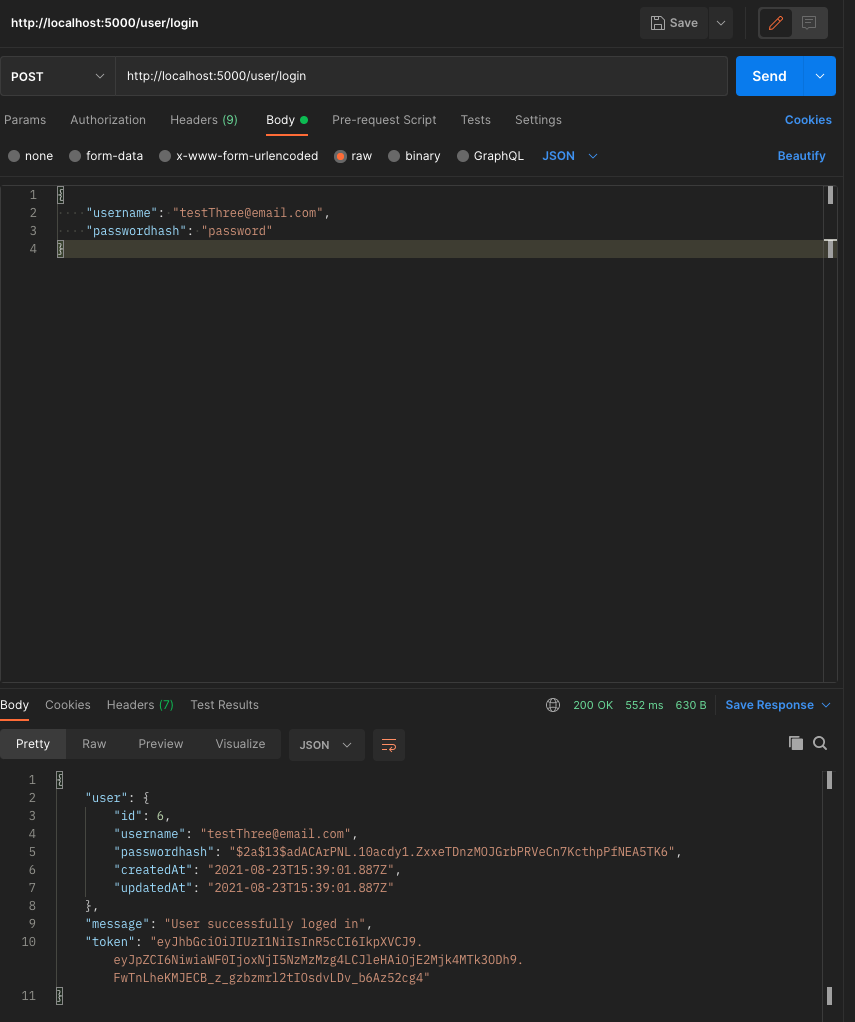 http://localhost:5000/user/login
Save
POST
http://localhost:5000/user/login
Send
Params Authorization Headers (9) Body Pre-request Script Tests Settings Cookies
none form-data x-www-form-urlencoded raw binary GraphQL JSON Beautify
1 {
2 "username": "testThree@email.com",
3 "passwordhash": "password"
4 }
Body Cookies Headers (7) Test Results 200 OK 552 ms 630 B Save Response
Pretty Raw Preview Visualize JSON
1 {
2 "user": {
3 "id": 6,
4 "username": "testThree@email.com",
5 "passwordhash": "$2a$13$adACArPNL.10acdy1.ZxxeTDnzMOJGrbPRVeCn7KcthpPfNEA5TK6",
6 "createdAt": "2021-08-23T15:39:01.887Z",
7 "updatedAt": "2021-08-23T15:39:01.887Z"
8 },
9 "message": "User successfully loged in",
10 "token": "eyJhbGciOiJIUzI1NiIsInR5cCI6IkpXVCJ9.
eyJpZCI6NiwiaWF0IjoxNjI5NzMzMzg4LCJleHAiOjE2Mjk4MTk3ODh9.
FwTnLheKMJECB_z_gzbzmrl2tIOsdvLDv_b6Az52cg4"
11 }